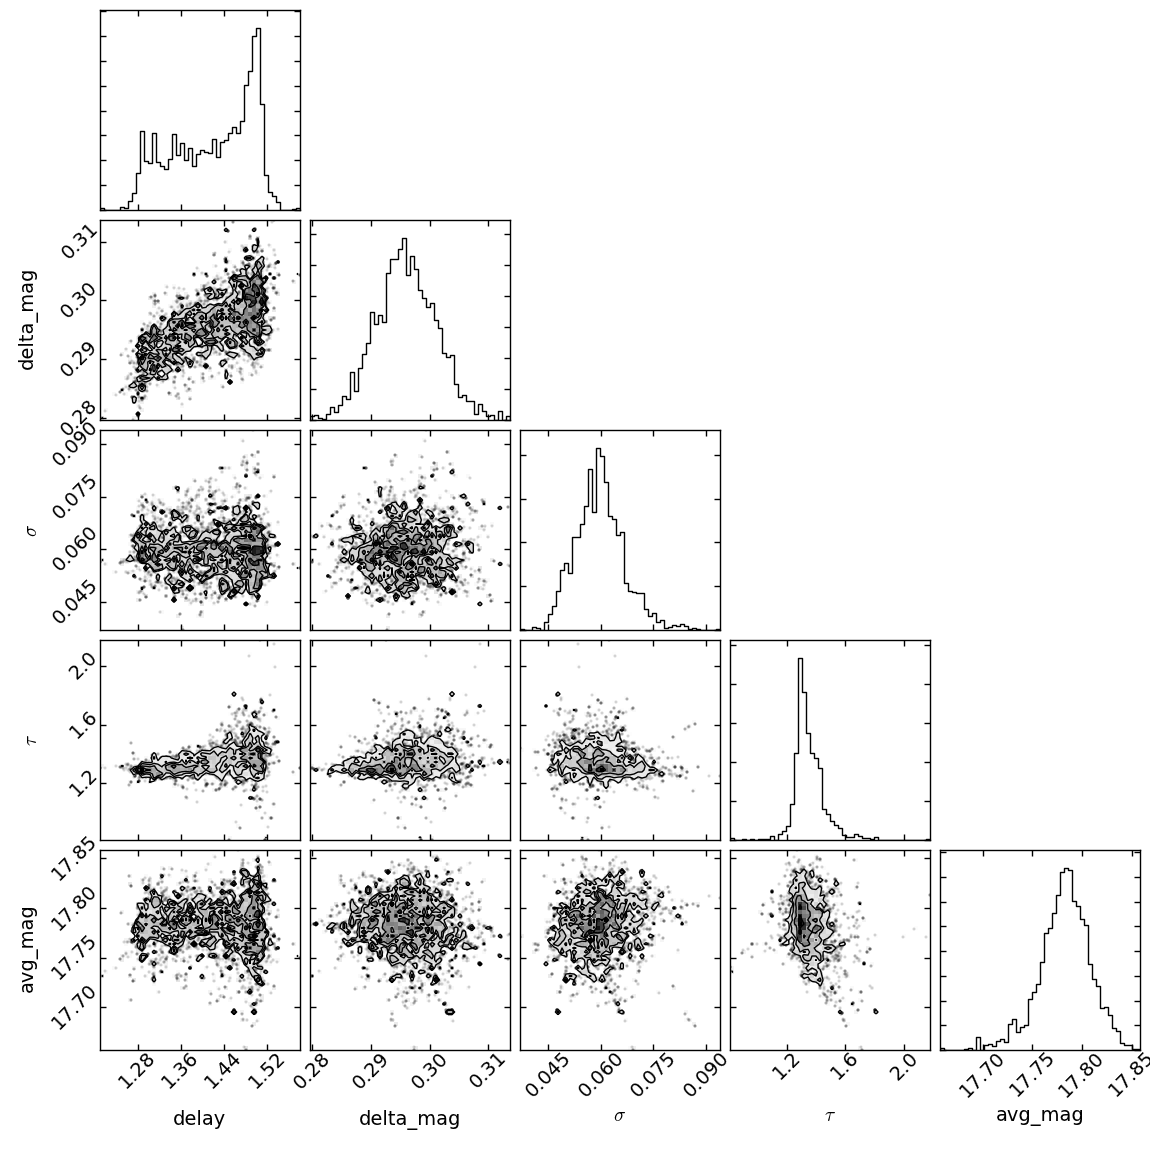 0.31
0.30
0.29
0.28
delta_mag
0.090
0.075
0.060
0.045
σ
2.0
1.6
1.2
τ
17.85
17.80
17.75
17.70
avg_mag
1.28 1.36 1.44 1.52
0.28 0.29 0.30 0.31
0.045 0.060 0.075 0.090
1.2 1.6 2.0
17.70 17.75 17.80 17.85
delay delta_mag σ τ avg_mag